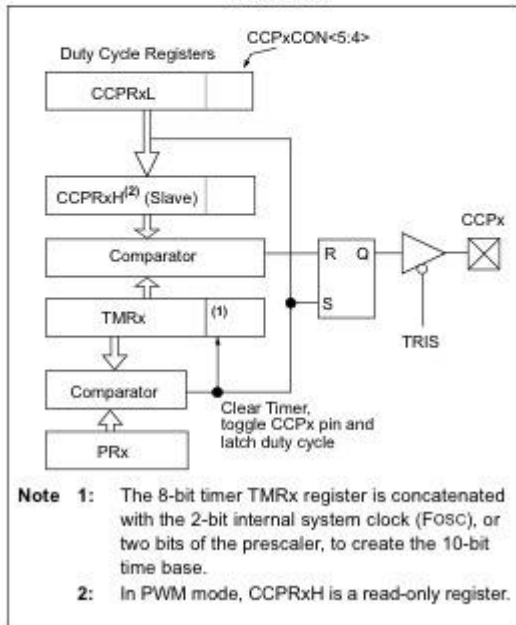 CCPxCON<5:4>
Duty Cycle Registers
CCPRxL
CCPRxH(2) (Slave)
CCPx
Comparator
R Q
S
TMRx (1)
TRIS
Comparator
Clear Timer,
toggle CCPx pin and
latch duty cycle
PRx
Note 1: The 8-bit timer TMRx register is concatenated
with the 2-bit internal system clock (FOSC), or
two bits of the prescaler, to create the 10-bit
time base.
2: In PWM mode, CCPRxH is a read-only register.